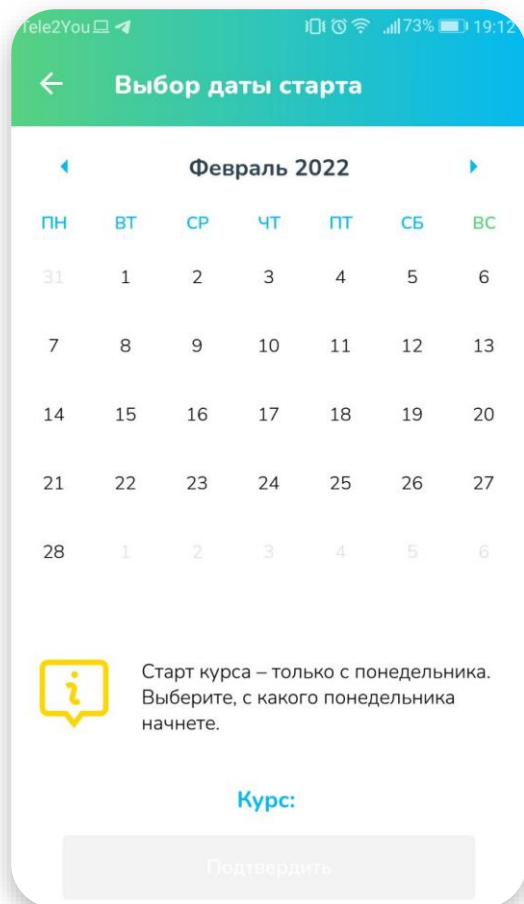 Tele2You 73% 19:12
Выбор даты старта
Февраль 2022
ПН ВТ СР ЧТ ПТ СБ ВС
31 1 2 3 4 5 6
7 8 9 10 11 12 13
14 15 16 17 18 19 20
21 22 23 24 25 26 27
28 1 2 3 4 5 6
Старт курса – только с понедельника.
Выберите, с какого понедельника
начнете.
Курс:
Подтвердить